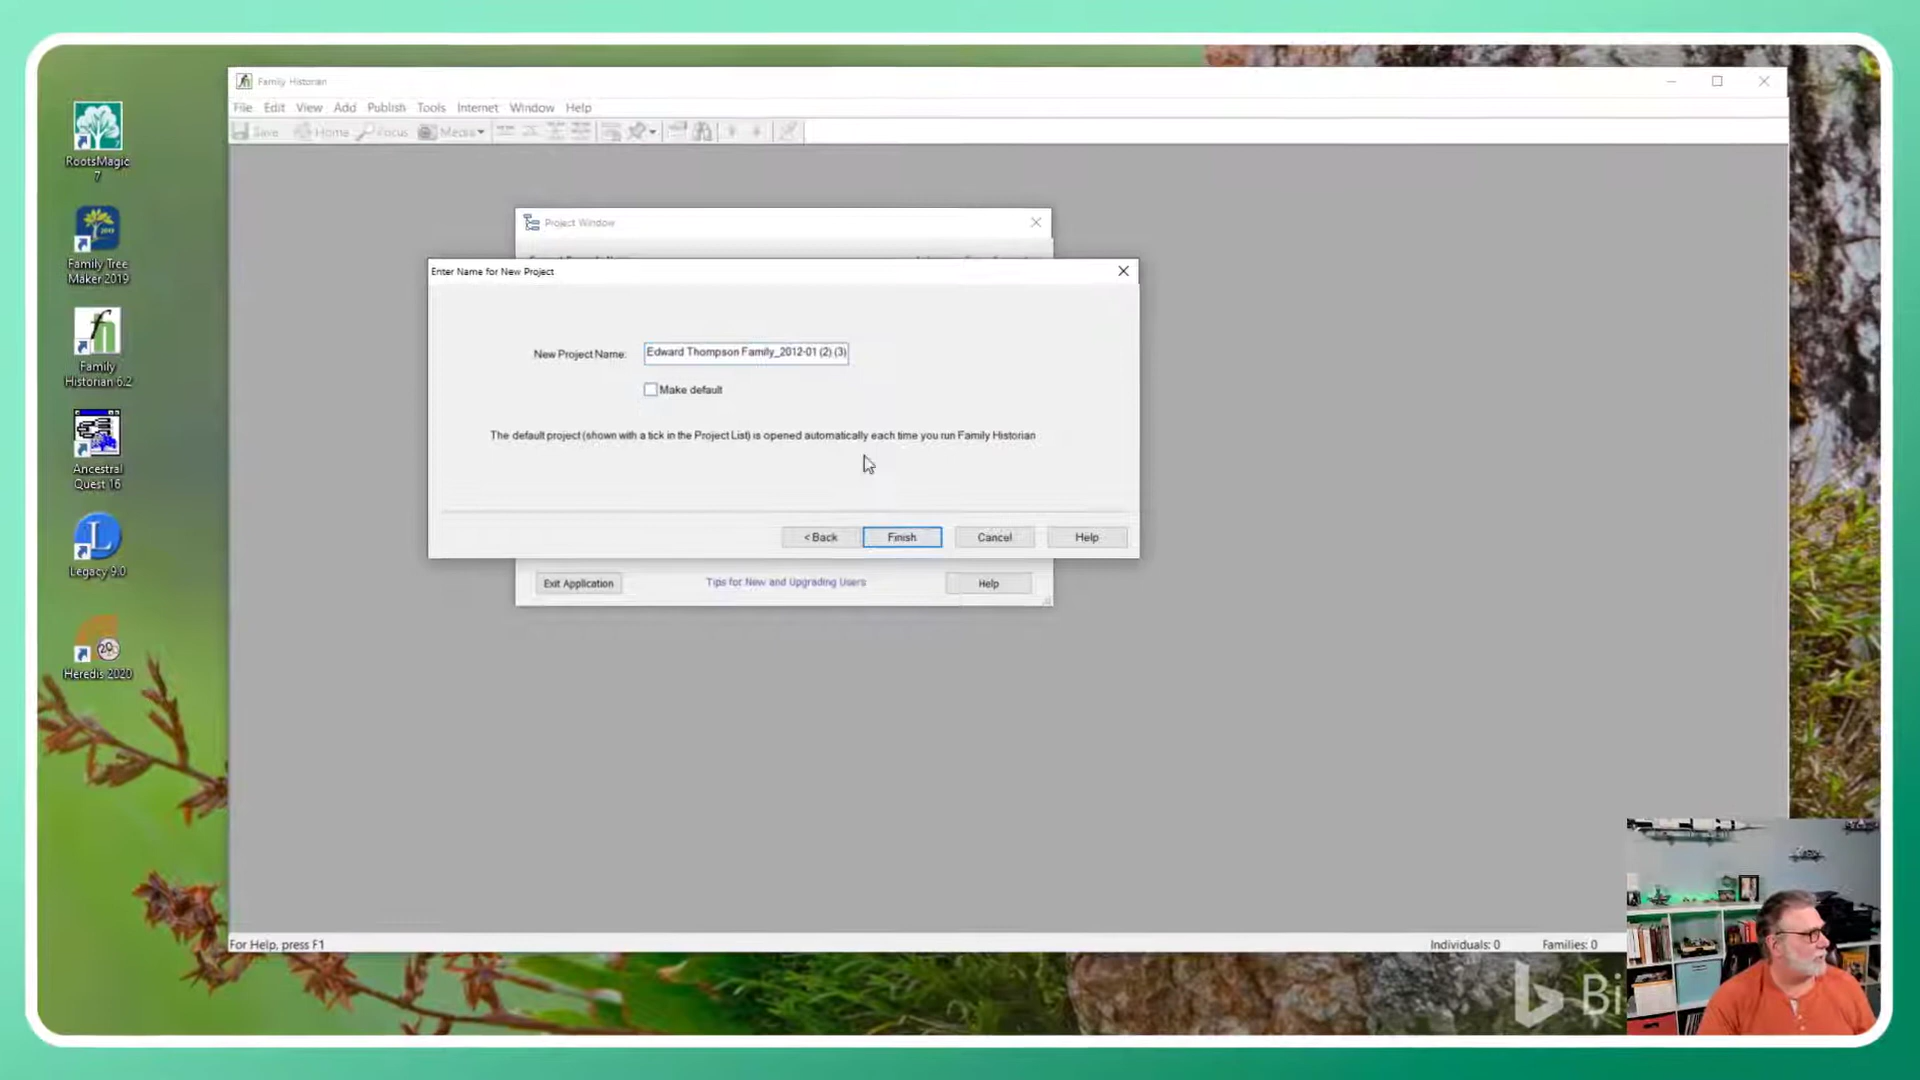 Family Historian
File Edit View Add Publish Tools Internet Window Help
Save Home Focus Media
RootsMagic
7
Family Tree
Maker 2019
Family
Historian 6.2
Ancestral
Quest 16
L
Legacy 9.0
20
Heredis 2020
Project Window
Enter Name for New Project
New Project Name: Edward Thompson Family_2012-01 (2) (3)
Make default
The default project (shown with a tick in the Project List) is opened automatically each time you run Family Historian
< Back Finish Cancel Help
Exit Application Tips for New and Upgrading Users Help
For Help, press F1 Individuals: 0 Families: 0
Bi